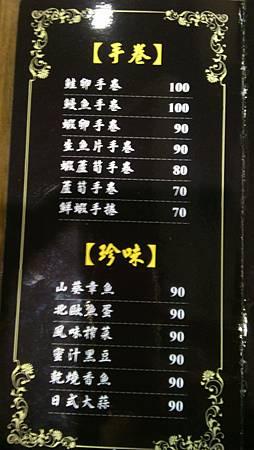 【手卷】
鮭卵手卷 100
鰻魚手卷 100
蝦卵手卷 90
生魚片手卷 90
蝦蘆筍手卷 80
蘆筍手卷 70
鮮蝦手捲 70
【珍味】
山葵章魚 90
北歐魚蛋 90
風味榨菜 90
蜜汁黑豆 90
乾燒香魚 90
日式大蒜 90